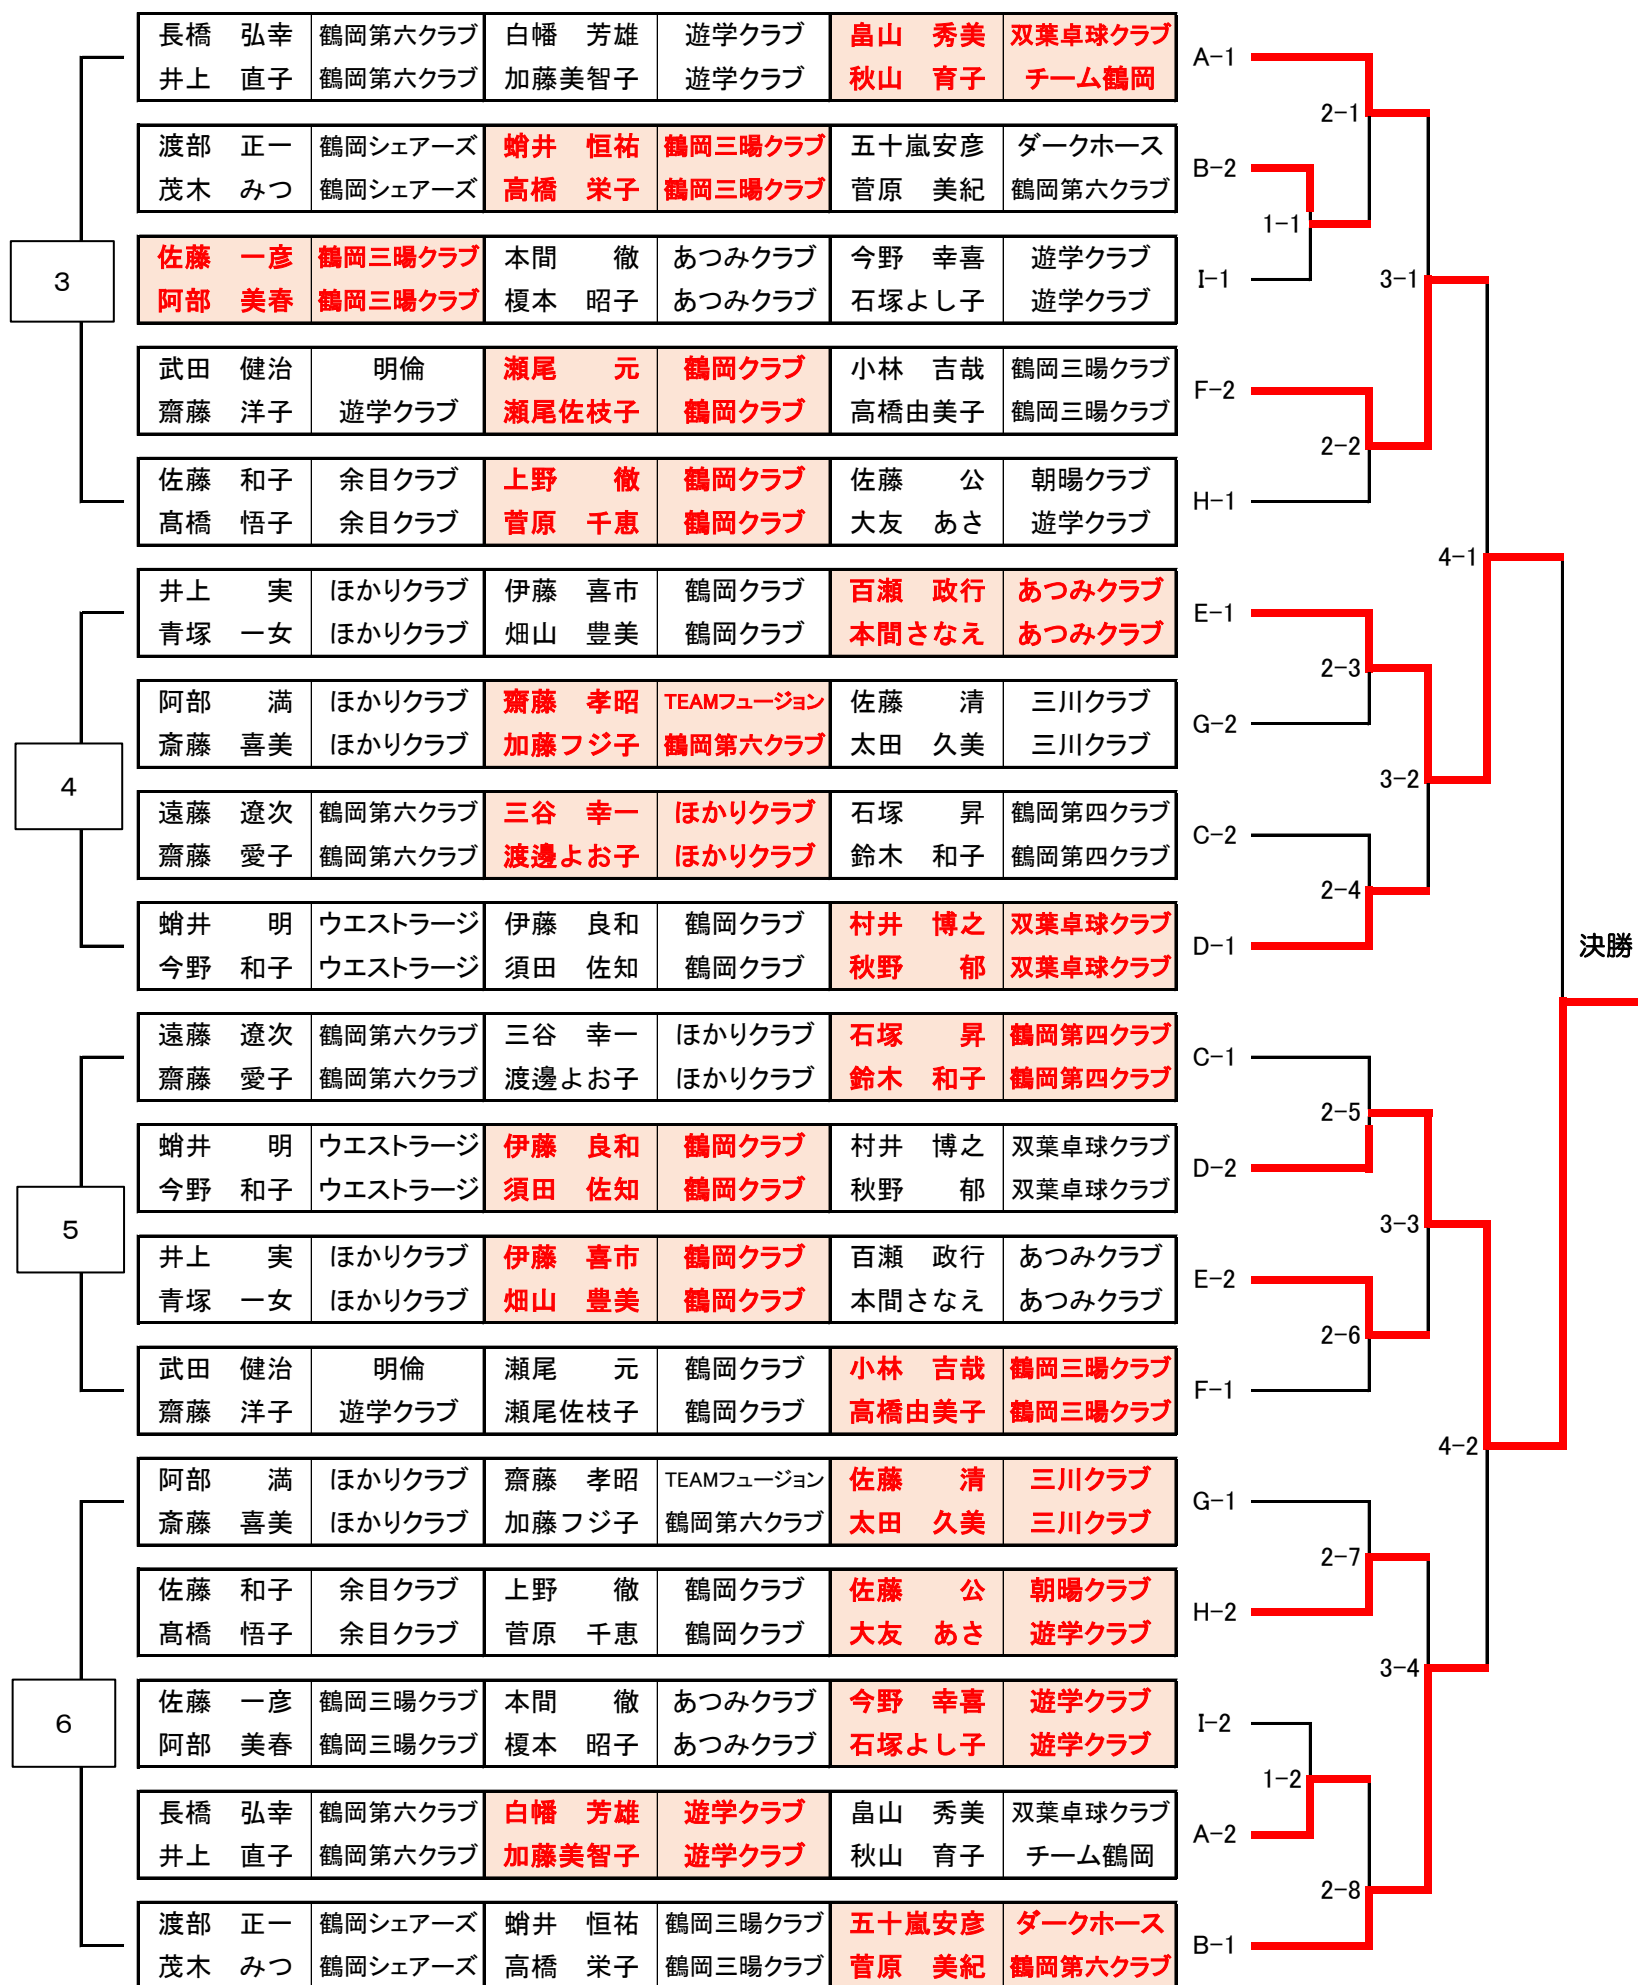 長橋 弘幸 鶴岡第六クラブ 白幡 芳雄 遊学クラブ 畠山 秀美 双葉卓球クラブ
A-1
井上 直子 鶴岡第六クラブ 加藤美智子 遊学クラブ 秋山 育子 チーム鶴岡
2-1
渡部 正一 鶴岡シェアーズ 蛸井 恒祐 鶴岡三暘クラブ 五十嵐安彦 ダークホース
B-2
茂木 みつ 鶴岡シェアーズ 高橋 栄子 鶴岡三暘クラブ 菅原 美紀 鶴岡第六クラブ
1-1
佐藤 一彦 鶴岡三暘クラブ 本間 徹 あつみクラブ 今野 幸喜 遊学クラブ
3 I-1 3-1
阿部 美春 鶴岡三暘クラブ 榎本 昭子 あつみクラブ 石塚よし子 遊学クラブ
武田 健治 明倫 瀬尾 元 鶴岡クラブ 小林 吉哉 鶴岡三暘クラブ
F-2
齋藤 洋子 遊学クラブ 瀬尾佐枝子 鶴岡クラブ 高橋由美子 鶴岡三暘クラブ
2-2
佐藤 和子 余目クラブ 上野 徹 鶴岡クラブ 佐藤 公 朝暘クラブ
H-1
髙橋 悟子 余目クラブ 菅原 千恵 鶴岡クラブ 大友 あさ 遊学クラブ
4-1
井上 実 ほかりクラブ 伊藤 喜市 鶴岡クラブ 百瀬 政行 あつみクラブ
E-1
青塚 一女 ほかりクラブ 畑山 豊美 鶴岡クラブ 本間さなえ あつみクラブ
2-3
阿部 満 ほかりクラブ 齋藤 孝昭 TEAMフュージョン 佐藤 清 三川クラブ
G-2
斎藤 喜美 ほかりクラブ 加藤フジ子 鶴岡第六クラブ 太田 久美 三川クラブ
4 3-2
遠藤 遼次 鶴岡第六クラブ 三谷 幸一 ほかりクラブ 石塚 昇 鶴岡第四クラブ
C-2
齋藤 愛子 鶴岡第六クラブ 渡邊よお子 ほかりクラブ 鈴木 和子 鶴岡第四クラブ
2-4
蛸井 明 ウエストラージ 伊藤 良和 鶴岡クラブ 村井 博之 双葉卓球クラブ
D-1 決勝
今野 和子 ウエストラージ 須田 佐知 鶴岡クラブ 秋野 郁 双葉卓球クラブ
遠藤 遼次 鶴岡第六クラブ 三谷 幸一 ほかりクラブ 石塚 昇 鶴岡第四クラブ
C-1
齋藤 愛子 鶴岡第六クラブ 渡邊よお子 ほかりクラブ 鈴木 和子 鶴岡第四クラブ
2-5
蛸井 明 ウエストラージ 伊藤 良和 鶴岡クラブ 村井 博之 双葉卓球クラブ
D-2
今野 和子 ウエストラージ 須田 佐知 鶴岡クラブ 秋野 郁 双葉卓球クラブ
5 3-3
井上 実 ほかりクラブ 伊藤 喜市 鶴岡クラブ 百瀬 政行 あつみクラブ
E-2
青塚 一女 ほかりクラブ 畑山 豊美 鶴岡クラブ 本間さなえ あつみクラブ
2-6
武田 健治 明倫 瀬尾 元 鶴岡クラブ 小林 吉哉 鶴岡三暘クラブ
F-1
齋藤 洋子 遊学クラブ 瀬尾佐枝子 鶴岡クラブ 高橋由美子 鶴岡三暘クラブ
4-2
阿部 満 ほかりクラブ 齋藤 孝昭 TEAMフュージョン 佐藤 清 三川クラブ
G-1
斎藤 喜美 ほかりクラブ 加藤フジ子 鶴岡第六クラブ 太田 久美 三川クラブ
2-7
佐藤 和子 余目クラブ 上野 徹 鶴岡クラブ 佐藤 公 朝暘クラブ
H-2
髙橋 悟子 余目クラブ 菅原 千恵 鶴岡クラブ 大友 あさ 遊学クラブ
3-4
佐藤 一彦 鶴岡三暘クラブ 本間 徹 あつみクラブ 今野 幸喜 遊学クラブ
6 I-2
阿部 美春 鶴岡三暘クラブ 榎本 昭子 あつみクラブ 石塚よし子 遊学クラブ
1-2
長橋 弘幸 鶴岡第六クラブ 白幡 芳雄 遊学クラブ 畠山 秀美 双葉卓球クラブ
A-2
井上 直子 鶴岡第六クラブ 加藤美智子 遊学クラブ 秋山 育子 チーム鶴岡
2-8
渡部 正一 鶴岡シェアーズ 蛸井 恒祐 鶴岡三暘クラブ 五十嵐安彦 ダークホース
B-1
茂木 みつ 鶴岡シェアーズ 高橋 栄子 鶴岡三暘クラブ 菅原 美紀 鶴岡第六クラブ